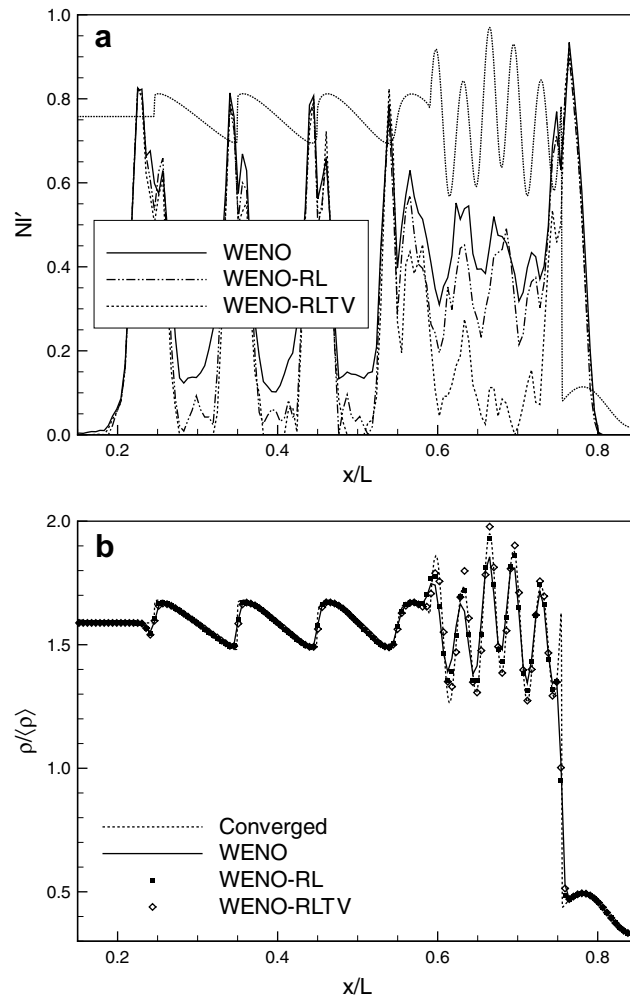 a
1.0
0.8
0.6
0.4
0.2
0.0
NI′
WENO
WENO-RL
WENO-RLTV
0.2 0.4 0.6 0.8
x/L
b
2.0
1.5
1.0
0.5
ρ/⟨ρ⟩
Converged
WENO
WENO-RL
WENO-RLTV
0.2 0.4 0.6 0.8
x/L